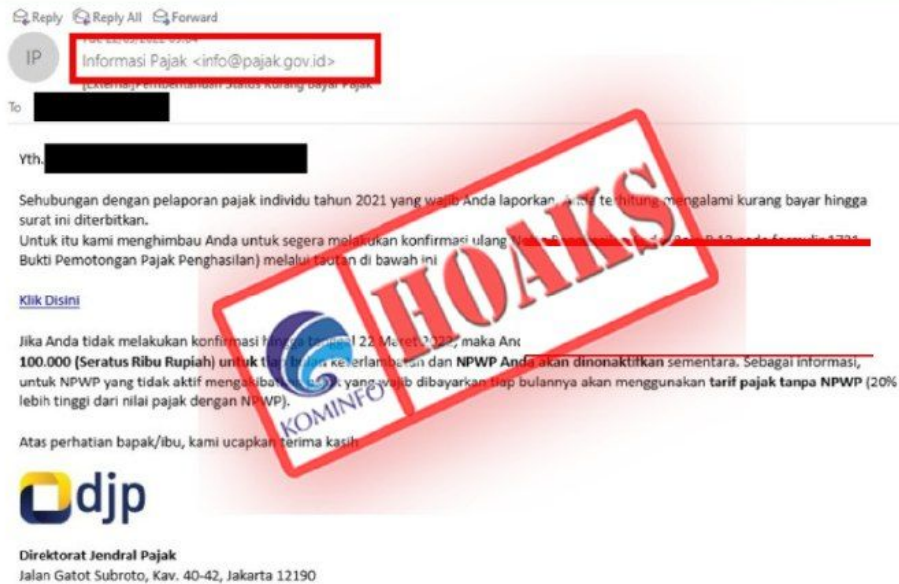 Reply Reply All Forward
IP
Informasi Pajak <info@pajak.gov.id>
Status Kurang Bayar Pajak
To
Yth.
Sehubungan dengan pelaporan pajak individu tahun 2021 yang wajib Anda laporkan, Anda terhitung mengalami kurang bayar hingga
surat ini diterbitkan.
Untuk itu kami menghimbau Anda untuk segera melakukan konfirmasi ulang
Bukti Pemotongan Pajak Penghasilan) melalui tautan di bawah ini
Klik Disini
Jika Anda tidak melakukan konfirmasi hingga tanggal 22 Maret 2022, maka
100.000 (Seratus Ribu Rupiah) untuk tiap bulan keterlambatan dan NPWP Anda akan dinonaktifkan sementara. Sebagai informasi,
untuk NPWP yang tidak aktif yang wajib dibayarkan tiap bulannya akan menggunakan tarif pajak tanpa NPWP (20%
lebih tinggi dari nilai pajak dengan NPWP).
Atas perhatian bapak/ibu, kami ucapkan terima kasih
HOAKS
KOMINFO
djp
Direktorat Jendral Pajak
Jalan Gatot Subroto, Kav. 40-42, Jakarta 12190